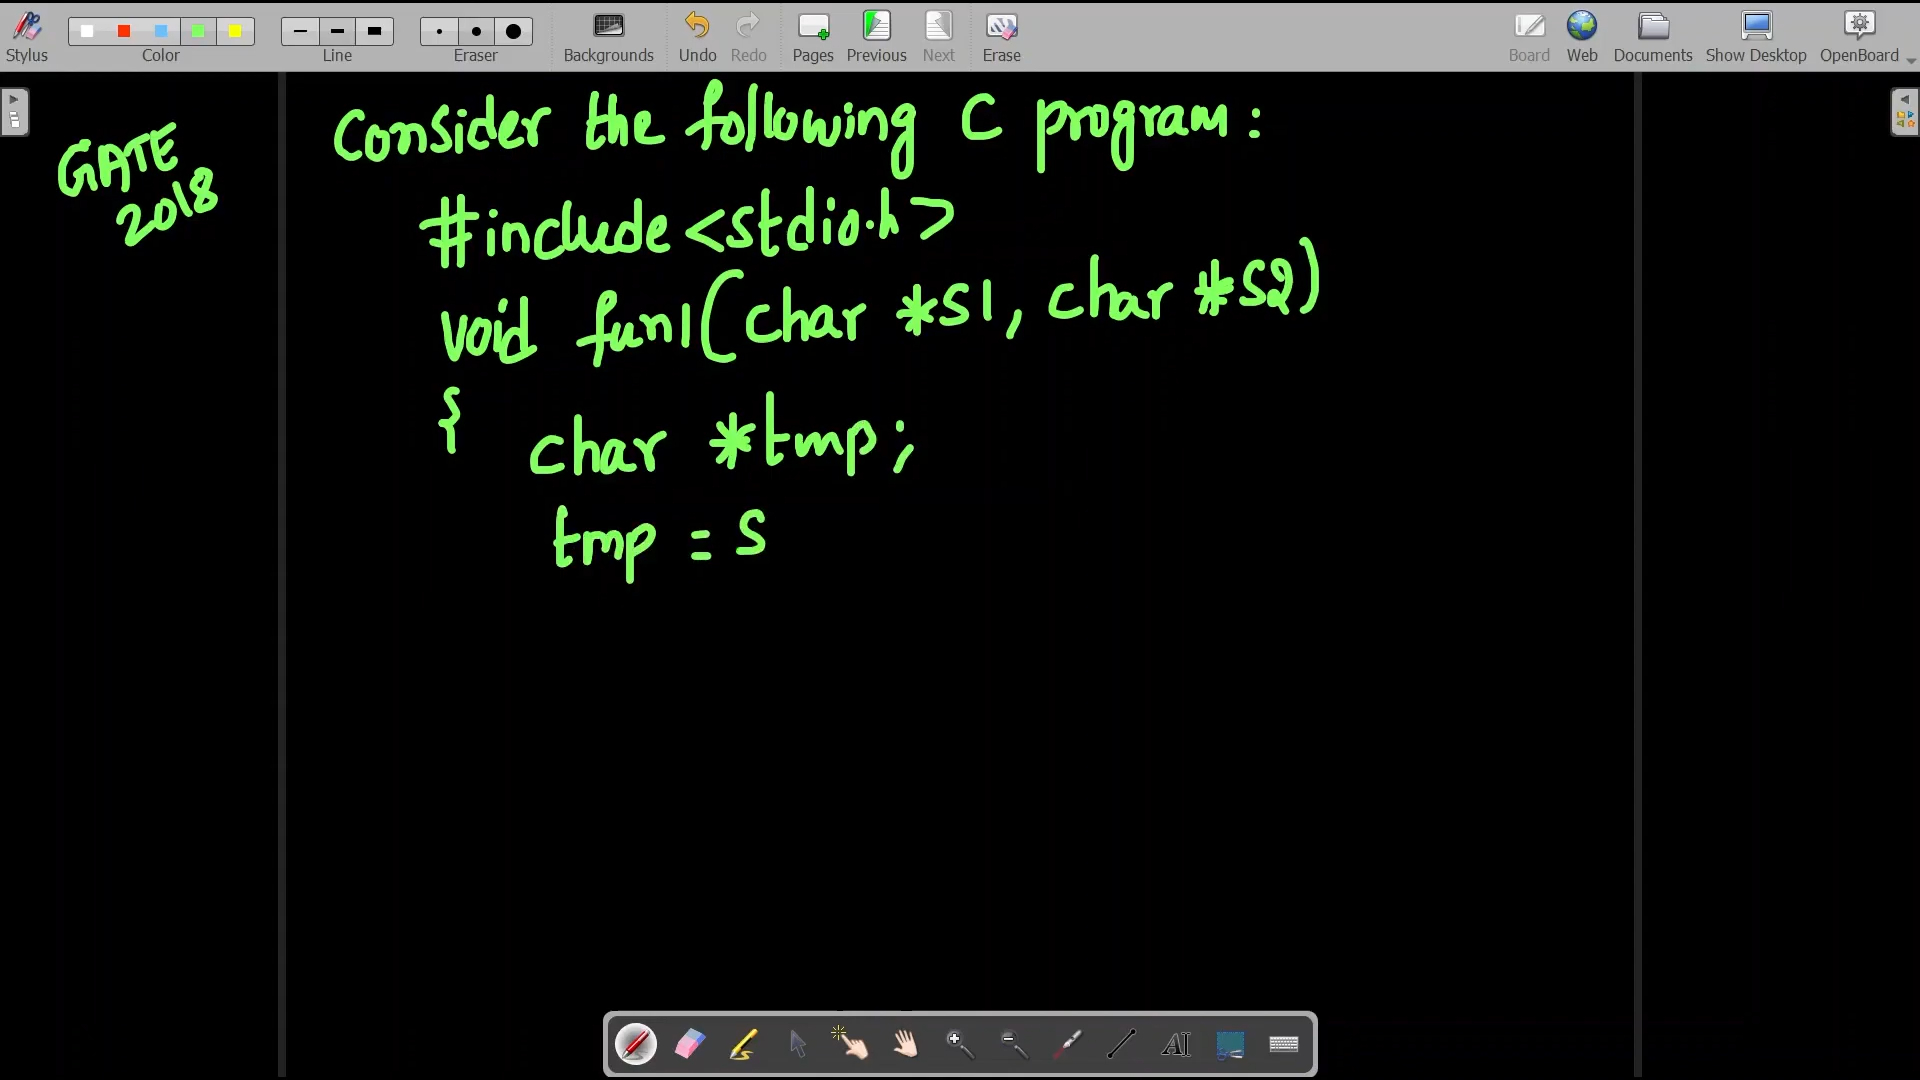 Stylus Color Line Eraser Backgrounds Undo Redo Pages Previous Next Erase Board Web Documents Show Desktop OpenBoard
GATE
2018
Consider the following C program:
#include<stdio.h>
void fun1(char *S1, char *S2)
{ char *tmp;
tmp = S